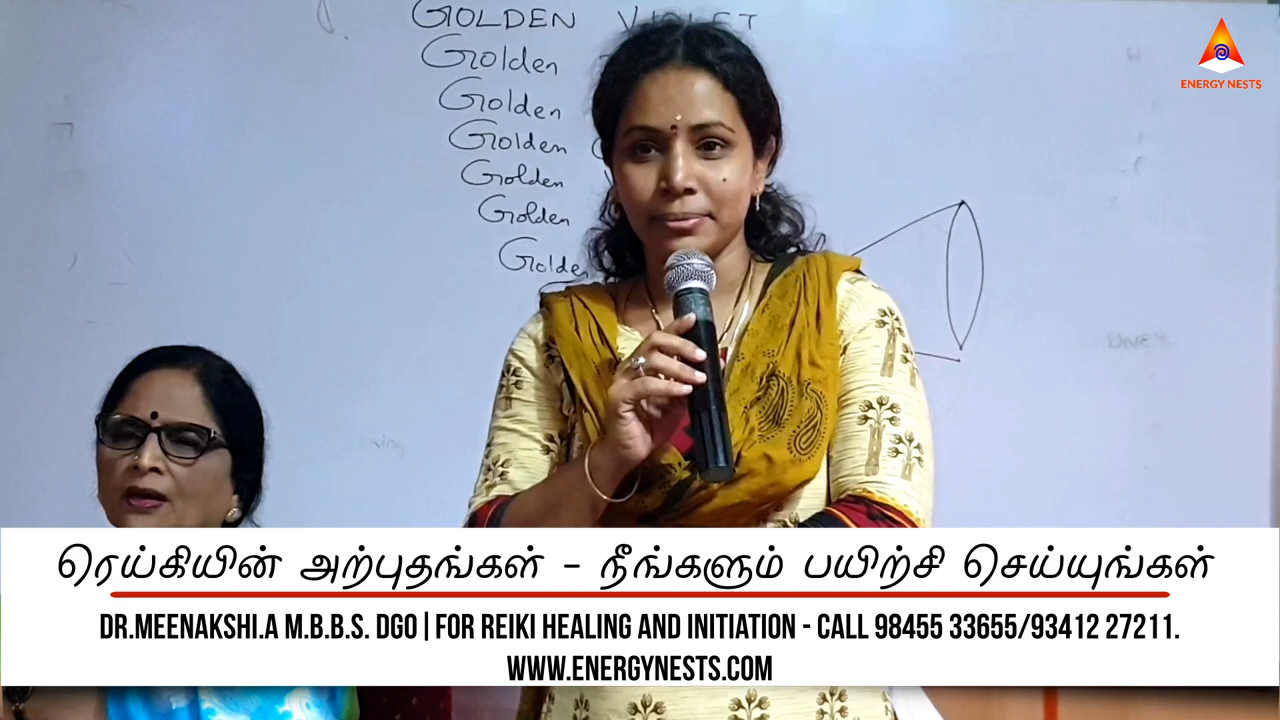 GOLDEN VIOLET
Golden
Golden
Golden
Golden
Golden
Golden
ENERGY NESTS
ரெய்கியின் அற்புதங்கள் - நீங்களும் பயிற்சி செய்யுங்கள்
DR.MEENAKSHI.A M.B.B.S. DGO | FOR REIKI HEALING AND INITIATION - CALL 98455 33655/93412 27211.
WWW.ENERGYNESTS.COM